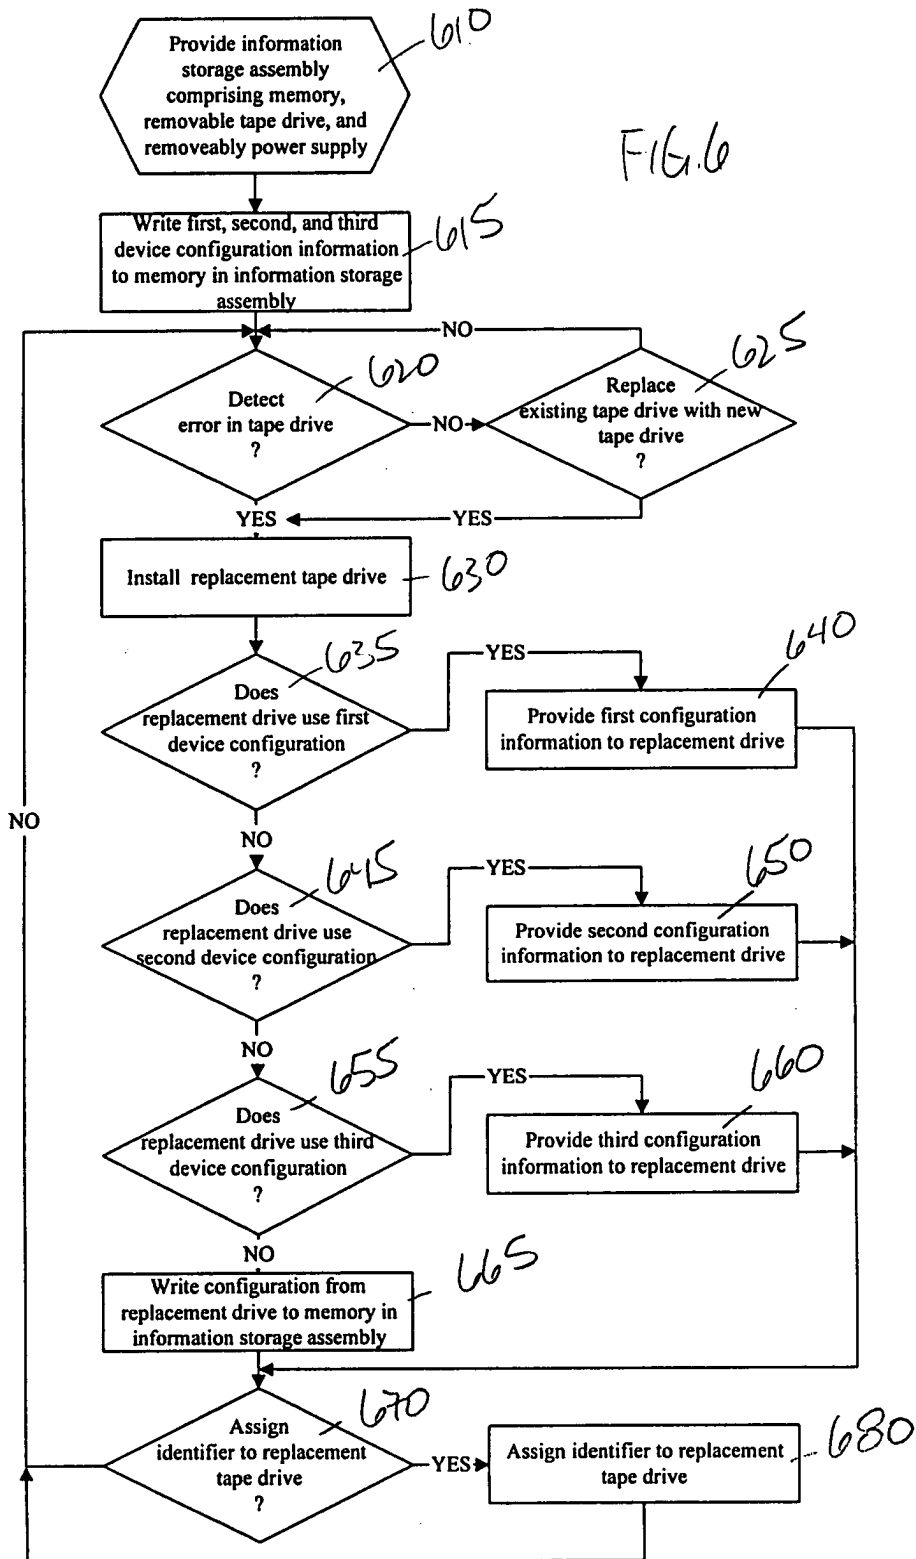 Provide information
storage assembly
comprising memory,
removable tape drive, and
removeably power supply
610
FIG.6
Write first, second, and third
device configuration information
to memory in information storage
assembly
615
NO
Detect
error in tape drive
?
620
NO
Replace
existing tape drive with new
tape drive
?
625
YES
YES
Install replacement tape drive
630
Does
replacement drive use first
device configuration
?
635
YES
Provide first configuration
information to replacement drive
640
NO
NO
Does
replacement drive use
second device configuration
?
645
YES
Provide second configuration
information to replacement drive
650
NO
Does
replacement drive use third
device configuration
?
655
YES
Provide third configuration
information to replacement drive
660
NO
Write configuration from
replacement drive to memory in
information storage assembly
665
Assign
identifier to replacement
tape drive
?
670
YES
Assign identifier to replacement
tape drive
680